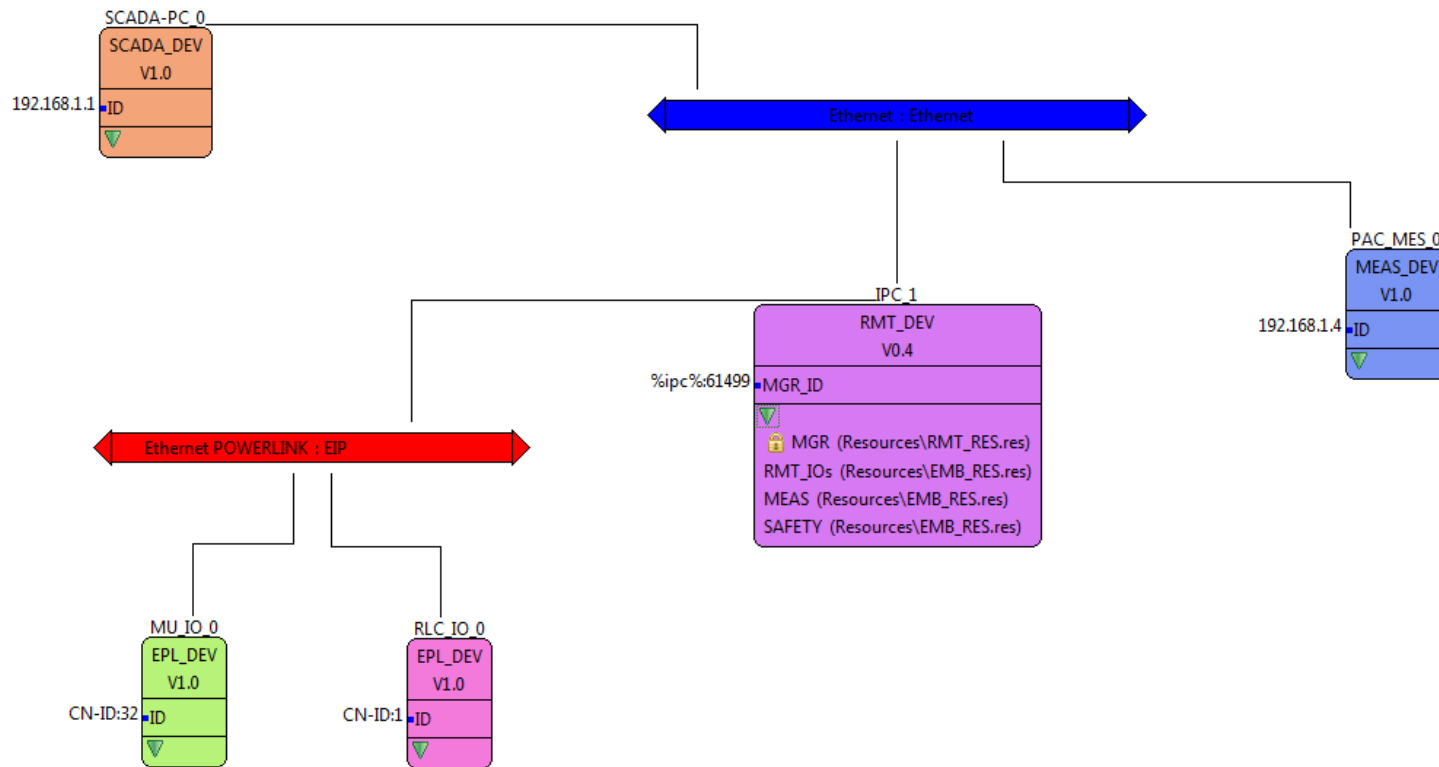 SCADA-PC_0
SCADA_DEV
V1.0
192.168.1.1
ID
Ethernet : Ethernet
PAC_MES_0
MEAS_DEV
V1.0
192.168.1.4
ID
IPC_1
RMT_DEV
V0.4
%ipc%:61499
MGR_ID
MGR (Resources\RMT_RES.res)
RMT_IOs (Resources\EMB_RES.res)
MEAS (Resources\EMB_RES.res)
SAFETY (Resources\EMB_RES.res)
Ethernet POWERLINK : EIP
MU_IO_0
EPL_DEV
V1.0
CN-ID:32
ID
RLC_IO_0
EPL_DEV
V1.0
CN-ID:1
ID